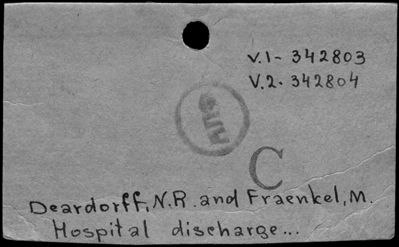 V.1- 342803
V.2- 342804
C
Deardorff, N.R. and Fraenkel, M.
Hospital discharge...